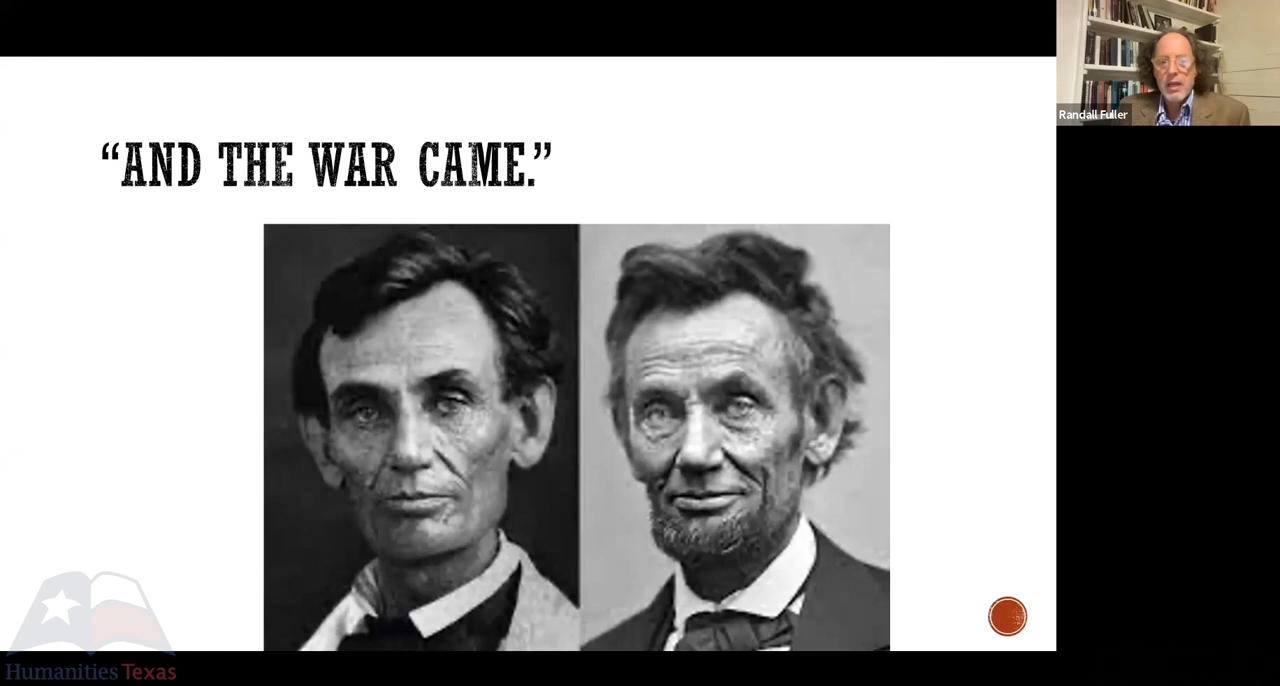 Randall Fuller
“AND THE WAR CAME.”
Humanities Texas